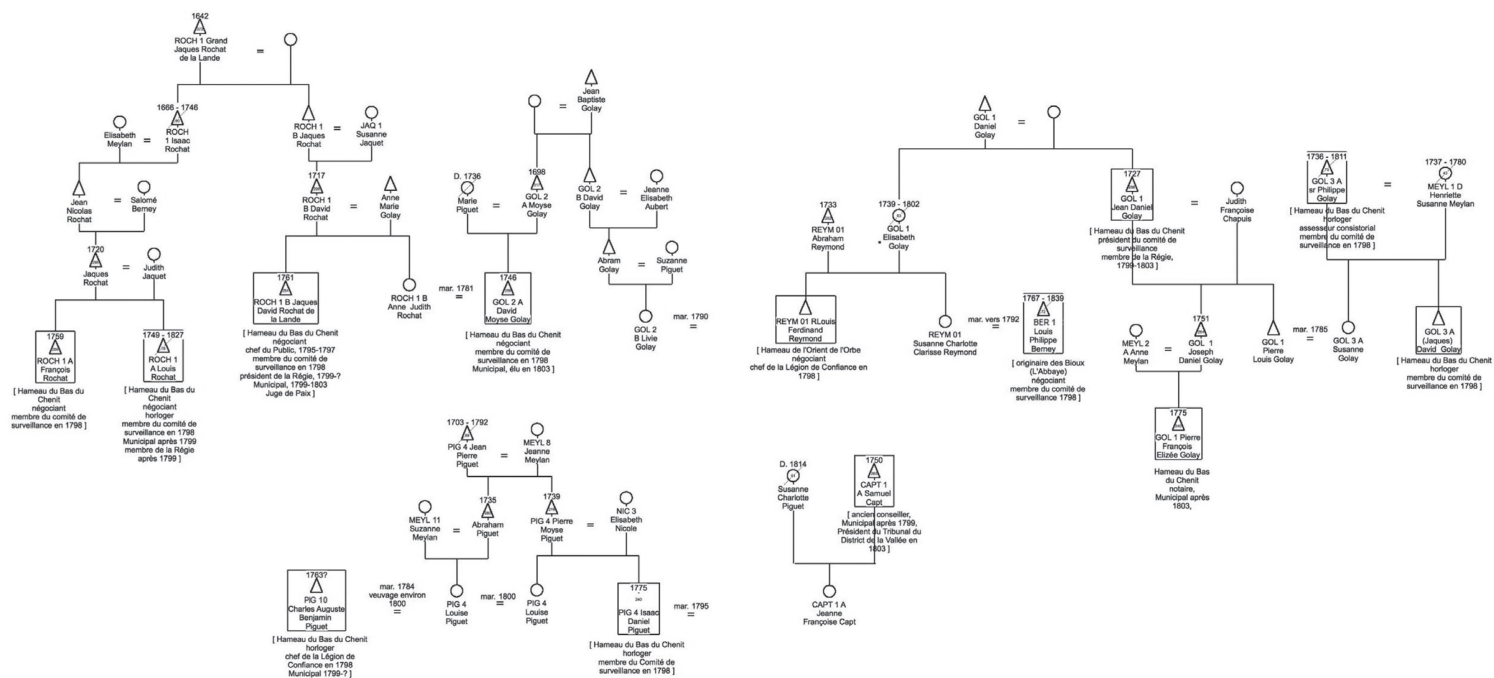 1642
ROCH 1 Grand
Jaques Rochat
de la Lande
=
1666 - 1746
ROCH
1 Isaac
Rochat
=
Elisabeth
Meylan
ROCH 1
B Jaques
Rochat
=
JAQ 1
Susanne
Jaquet
Jean
Nicolas
Rochat
=
Salomé
Berney
1717
ROCH 1
B David
Rochat
=
Anne
Marie
Golay
1720
Jaques
Rochat
=
Judith
Jaquet
1759
ROCH 1 A
François
Rochat
[ Hameau du Bas du
Chenit
négociant
membre du comité de
surveillance en 1798 ]
1749 - 1827
ROCH 1
A Louis
Rochat
[ Hameau du Bas du
Chenit
négociant
horloger
membre du comité de
surveillance en 1798
Municipal après 1799
membre de la Régie
après 1799 ]
1761
ROCH 1 B Jaques
David Rochat de
la Lande
[ Hameau du Bas du Chenit
négociant
chef du Public, 1795-1797
membre du comité de
surveillance en 1798
président de la Régie, 1799-?
Municipal, 1799-1803
Juge de Paix ]
ROCH 1 B
Anne Judith
Rochat
mar. 1781
=
Jean
Baptiste
Golay
=
D. 1736
Marie
Piguet
=
1698
GOL 2
A Moyse
Golay
GOL 2
B David
Golay
=
Jeanne
Elisabeth
Aubert
1746
GOL 2 A
David
Moyse Golay
[ Hameau du Bas du Chenit
négociant
membre du comité de
surveillance en 1798
Municipal, élu en 1803 ]
Abram
Golay
=
Suzanne
Piguet
GOL 2
B Livie
Golay
mar. 1790
=
GOL 1
Daniel
Golay
=
1733
REYM 01
Abraham
Reymond
=
1739 - 1802
GOL 1
* Elisabeth
Golay
1727
GOL 1
Jean Daniel
Golay
[ Hameau du Bas du Chenit
président du comité de
surveillance
membre de la Régie,
1799-1803 ]
=
Judith
Françoise
Chapuis
1736 - 1811
GOL 3 A
sr Philippe
Golay
[ Hameau du Bas du Chenit
horloger
assesseur consistorial
membre du comité de
surveillance en 1798 ]
=
1737 - 1780
MEYL 1 D
Henriette
Susanne Meylan
REYM 01 RLouis
Ferdinand
Reymond
[ Hameau de l'Orient de l'Orbe
négociant
chef de la Légion de Confiance
en 1798 ]
REYM 01
Susanne Charlotte
Clarisse Reymond
mar. vers 1792
=
1767 - 1839
BER 1
Louis
Philippe
Berney
[ originaire des Bioux
(L'Abbaye)
négociant
membre du comité de
surveillance 1798 ]
MEYL 2
A Anne
Meylan
=
1751
GOL 1
Joseph
Daniel Golay
GOL 1
Pierre
Louis Golay
mar. 1785
=
GOL 3 A
Susanne
Golay
GOL 3 A
(Jaques)
David Golay
[ Hameau du Bas du Chenit
horloger
membre du comité de
surveillance en 1798 ]
1775
GOL 1 Pierre
François
Elizée Golay
Hameau du Bas
du Chenit
notaire,
Municipal après
1803,
1703 - 1792
PIG 4 Jean
Pierre
Piguet
=
MEYL 8
Jeanne
Meylan
MEYL 11
Suzanne
Meylan
=
1735
Abraham
Piguet
1739
PIG 4 Pierre
Moyse
Piguet
=
NIC 3
Elisabeth
Nicole
1763?
PIG 10
Charles Auguste
Benjamin
Piguet
[ Hameau du Bas du Chenit
horloger
chef de la Légion de
Confiance en 1798
Municipal 1799-? ]
mar. 1784
veuvage environ
1800
=
PIG 4
Louise
Piguet
mar. 1800
=
PIG 4
Louise
Piguet
1775
PIG 4 Isaac
Daniel
Piguet
[ Hameau du Bas du Chenit
horloger
membre du Comité de
surveillance en 1798 ]
mar. 1795
=
D. 1814
Susanne
Charlotte
Piguet
1750
CAPT 1
A Samuel
Capt
[ ancien conseiller,
Municipal après 1799,
Président du Tribunal du
District de la Vallée en
1803 ]
CAPT 1 A
Jeanne
Françoise Capt